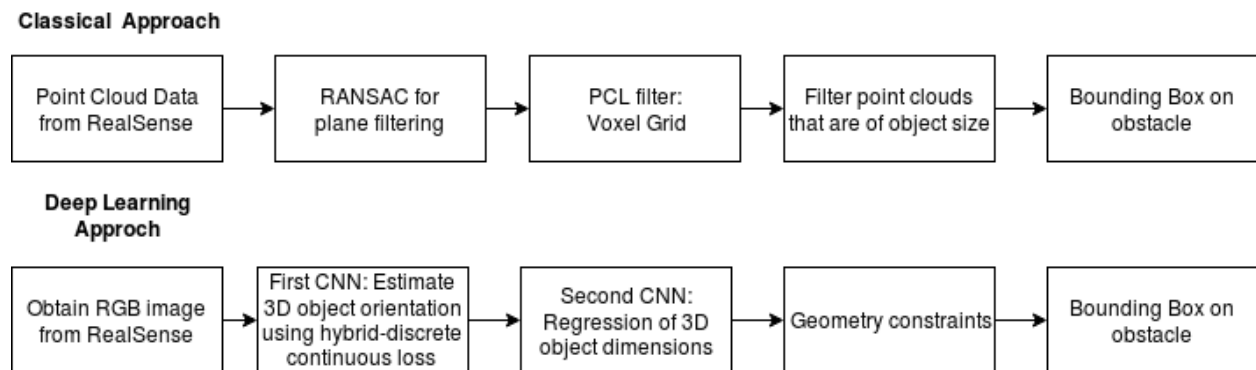 Classical Approach
Point Cloud Data
from RealSense
RANSAC for
plane filtering
PCL filter:
Voxel Grid
Filter point clouds
that are of object size
Bounding Box on
obstacle
Deep Learning
Approch
Obtain RGB image
from RealSense
First CNN: Estimate
3D object orientation
using hybrid-discrete
continuous loss
Second CNN:
Regression of 3D
object dimensions
Geometry constraints
Bounding Box on
obstacle